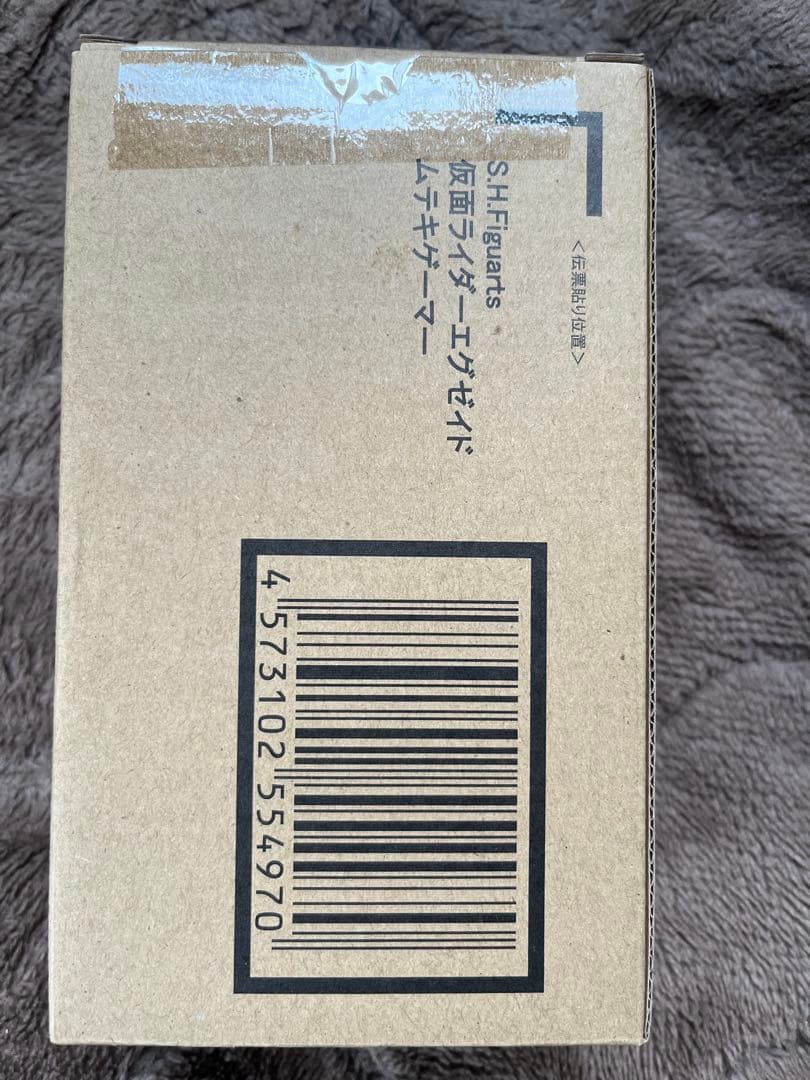 <伝票貼り位置>
S.H.Figuarts
仮面ライダーエグゼイド
ムテキゲーマー
4 573102 554970